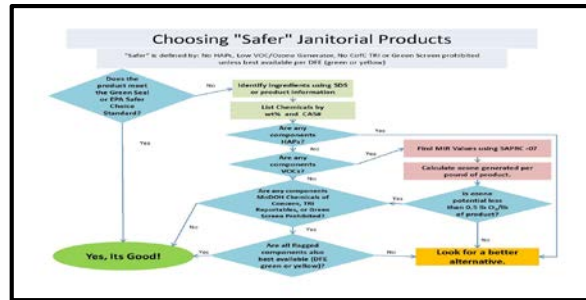 Choosing "Safer" Janitorial Products
"Safer" is defined by: No HAPs, Low VOC/Ozone Generator, No CofC TRI or Green Screen prohibited
unless best available per DFE (green or yellow)
Does the
product meet
the Green Seal
or EPA Safer
Choice
Standard?
No
Identify Ingredients using SDS
or product information
List Chemicals by
wt% and CAS#
Are any
components
HAPs?
Yes
No
Are any
components
VOCs?
Yes
Find MIR Values using SAPRC -07
Calculate ozone generated per
pound of product.
Is ozone
potential less
than 0.5 lb O₃/lb
of product?
Yes
No
No
Are any components
Chemicals of
Concern, TRI
Reportables, or Green
Screen Prohibited?
No
Yes
Yes
Are all flagged
components also
best available (DFE
green or yellow)?
Yes
No
Yes, Its Good!
Look for a better
alternative.